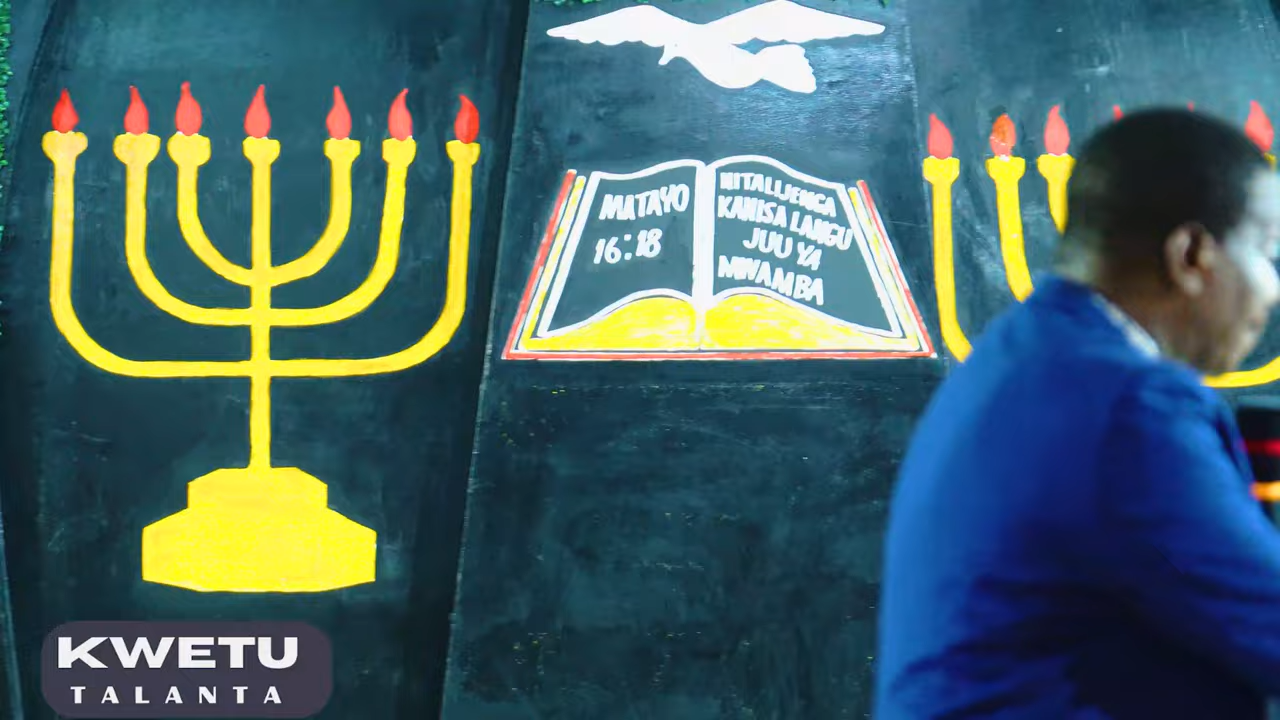 MATAYO
16:18
NITALIJENGA
KANISA LANGU
JUU YA
MWAMBA
KWETU
TALANTA